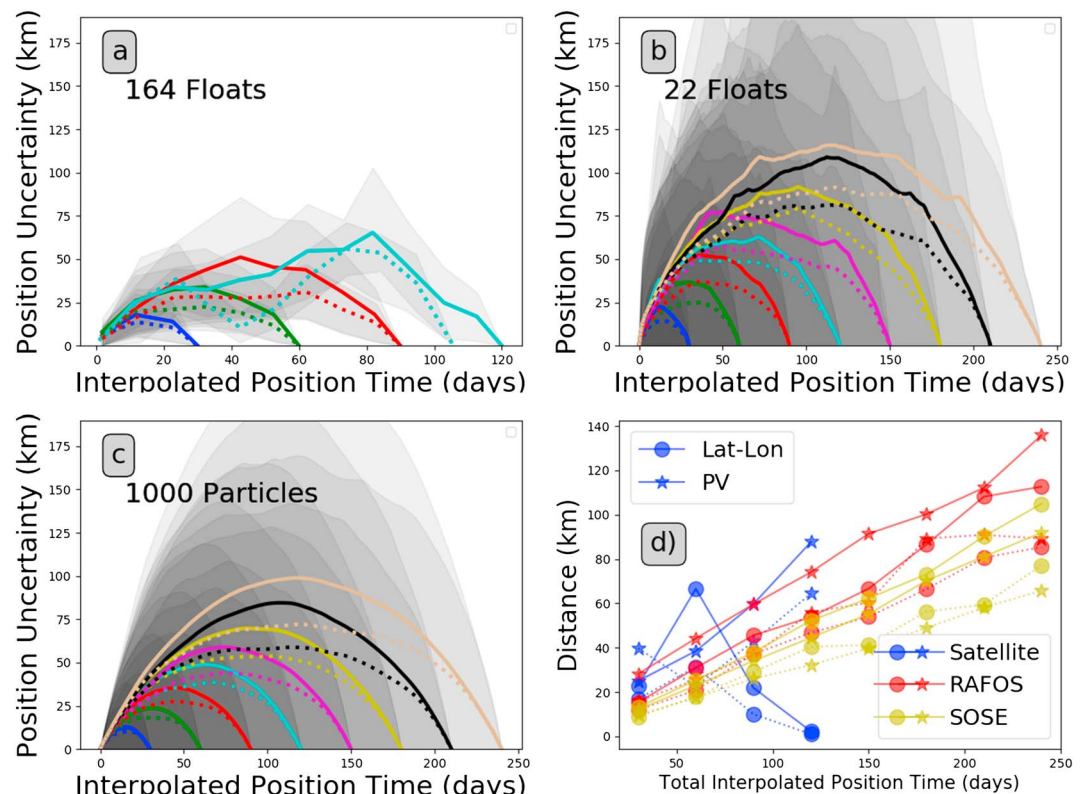 a
164 Floats
Position Uncertainty (km)
175
150
125
100
75
50
25
0
0
20
40
60
80
100
120
Interpolated Position Time (days)
b
22 Floats
Position Uncertainty (km)
175
150
125
100
75
50
25
0
0
50
100
150
200
250
Interpolated Position Time (days)
c
1000 Particles
Position Uncertainty (km)
175
150
125
100
75
50
25
0
0
50
100
150
200
250
Interpolated Position Time (days)
Lat-Lon
PV
d)
Distance (km)
140
120
100
80
60
40
20
0
Satellite
RAFOS
SOSE
50
100
150
200
250
Total Interpolated Position Time (days)